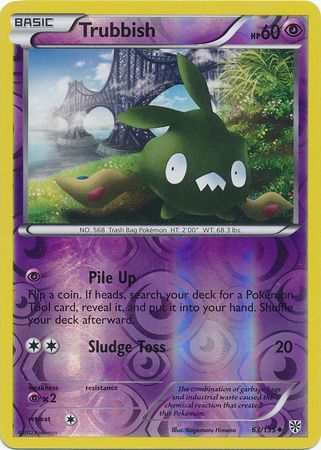 BASIC
Trubbish
HP60
NO. 568 Trash Bag Pokémon HT: 2'00" WT: 68.3 lbs.
Pile Up
Flip a coin. If heads, search your deck for a Pokémon
Tool card, reveal it, and put it into your hand. Shuffle
your deck afterward.
Sludge Toss 20
weakness resistance
×2
retreat
The combination of garbage bags
and industrial waste caused the
chemical reaction that created
this Pokémon.
©2012 Pokémon
Illus. Kagemaru Himeno
63/135